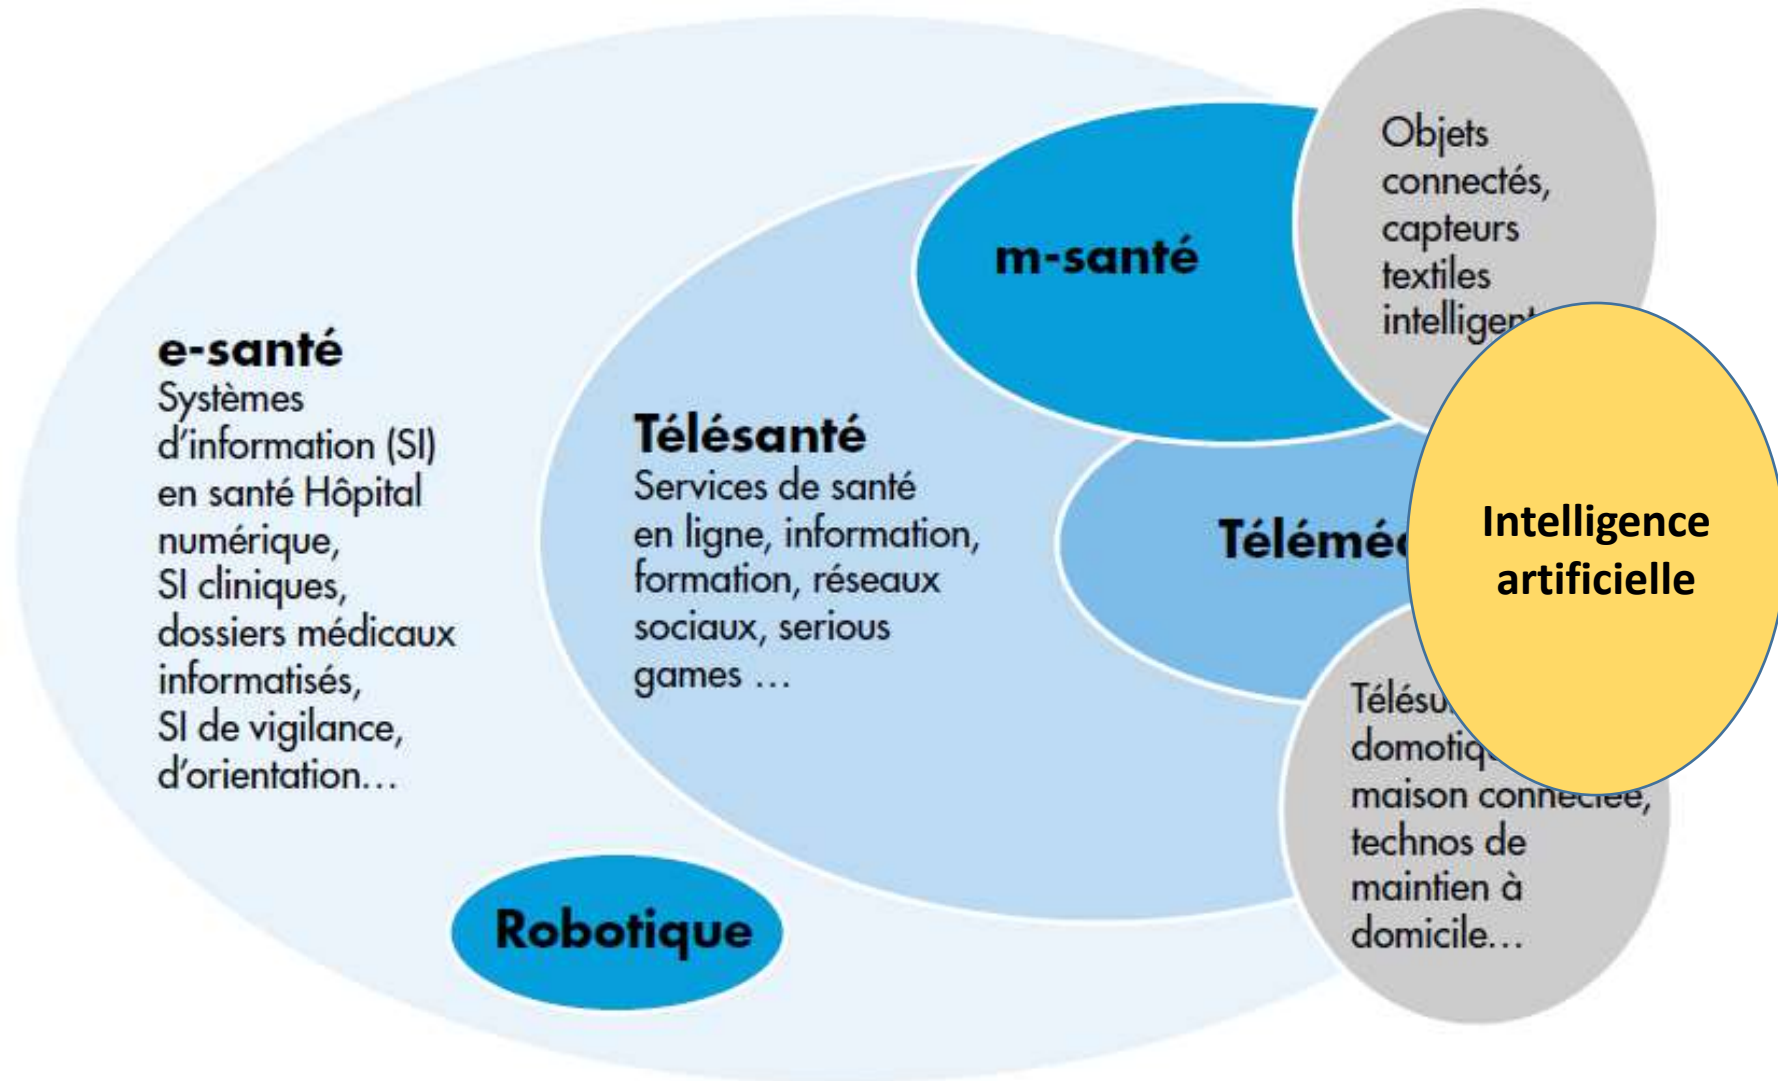 e-santé
Systèmes
d'information (SI)
en santé Hôpital
numérique,
SI cliniques,
dossiers médicaux
informatisés,
SI de vigilance,
d'orientation...
Télésanté
Services de santé
en ligne, information,
formation, réseaux
sociaux, serious
games ...
m-santé
Objets
connectés,
capteurs
textiles
Intelligence
artificielle
maison connectée,
technos de
maintien à
domicile...
Robotique